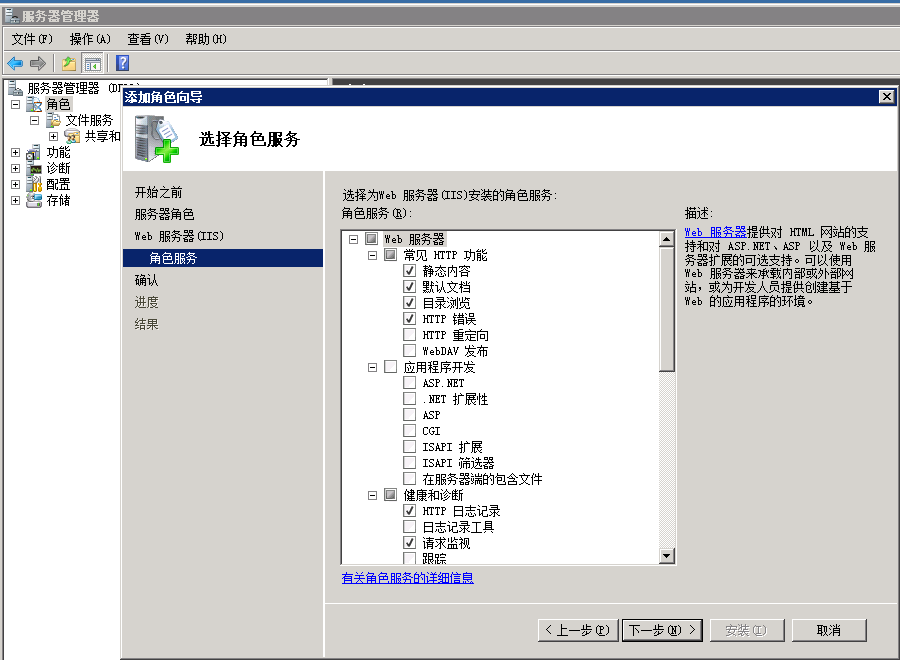 服务器管理器
文件(F) 操作(A) 查看(V) 帮助(H)
服务器管理器
角色
文件服务
共享和
功能
诊断
配置
存储
添加角色向导
选择角色服务
开始之前
服务器角色
Web 服务器(IIS)
角色服务
确认
进度
结果
选择为Web 服务器(IIS)安装的角色服务:
角色服务(R):
Web 服务器
常见 HTTP 功能
静态内容
默认文档
目录浏览
HTTP 错误
HTTP 重定向
WebDAV 发布
应用程序开发
ASP.NET
.NET 扩展性
ASP
CGI
ISAPI 扩展
ISAPI 筛选器
在服务器端的包含文件
健康和诊断
HTTP 日志记录
日志记录工具
请求监视
跟踪
有关角色服务的详细信息
描述:
Web 服务器提供对 HTML 网站的支
持和对 ASP.NET、ASP 以及 Web 服
务器扩展的可选支持。可以使用
Web 服务器来承载内部或外部网
站，或为开发人员提供创建基于
Web 的应用程序的环境。
< 上一步(P) 下一步(N) > 安装(I) 取消